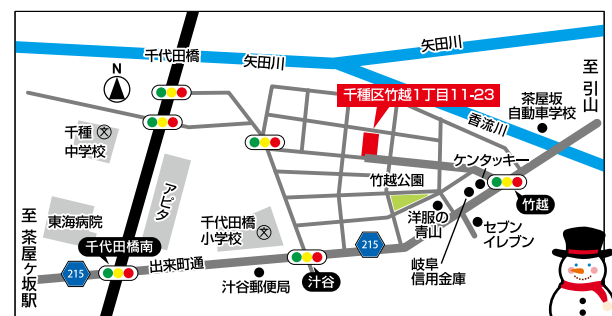 千代田橋
矢田川
矢田川
至 引山
N
千種区竹越1丁目11-23
茶屋坂
自動車学校
香流川
千種
中学校
文
ケンタッキー
アピタ
竹越公園
竹越
至 茶屋ヶ坂駅
東海病院
千代田橋
小学校
文
洋服の
青山
セブン
イレブン
千代田橋南
215
出来町通
215
岐阜
信用金庫
汁谷郵便局
汁谷